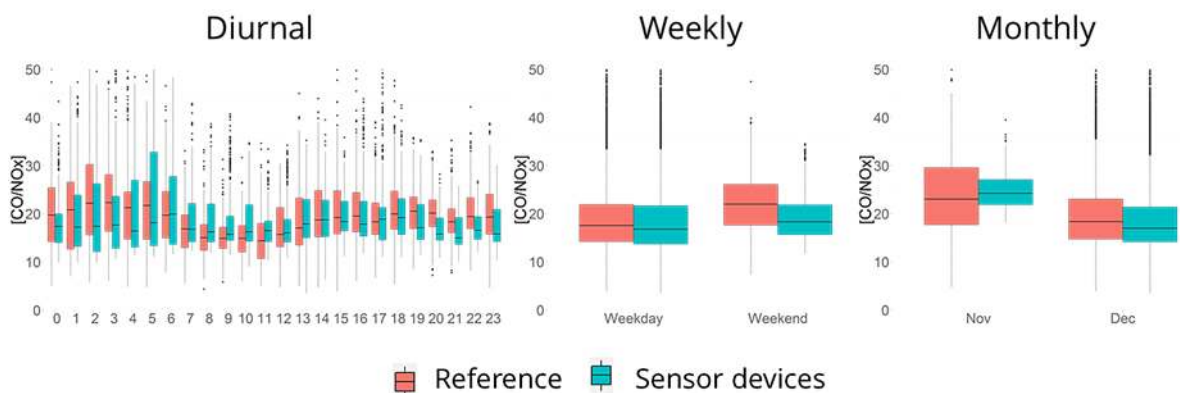 Diurnal
Weekly
Monthly
50
40
30
20
10
0
[CO/NOx]
0 1 2 3 4 5 6 7 8 9 10 11 12 13 14 15 16 17 18 19 20 21 22 23
50
40
30
20
10
0
[CO/NOx]
Weekday Weekend
50
40
30
20
10
0
[CO/NOx]
Nov Dec
Reference Sensor devices